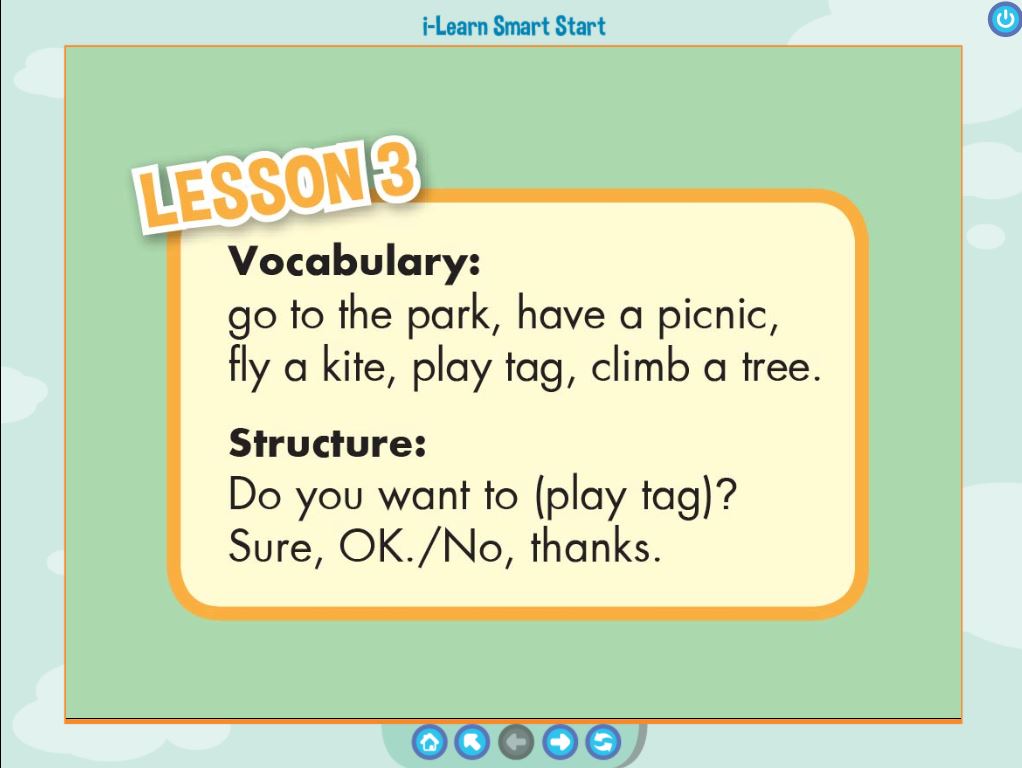 i-Learn Smart Start
LESSON 3
Vocabulary:
go to the park, have a picnic,
fly a kite, play tag, climb a tree.
Structure:
Do you want to (play tag)?
Sure, OK./No, thanks.